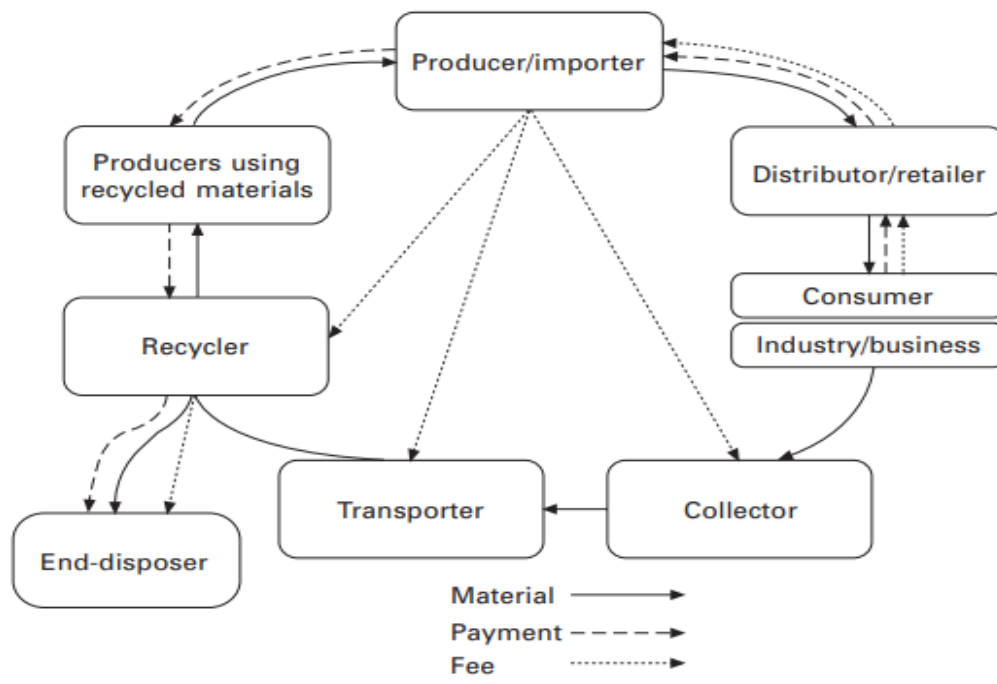 Producer/importer
Producers using
recycled materials
Distributor/retailer
Consumer
Recycler
Industry/business
Transporter
Collector
End-disposer
Material
Payment
Fee